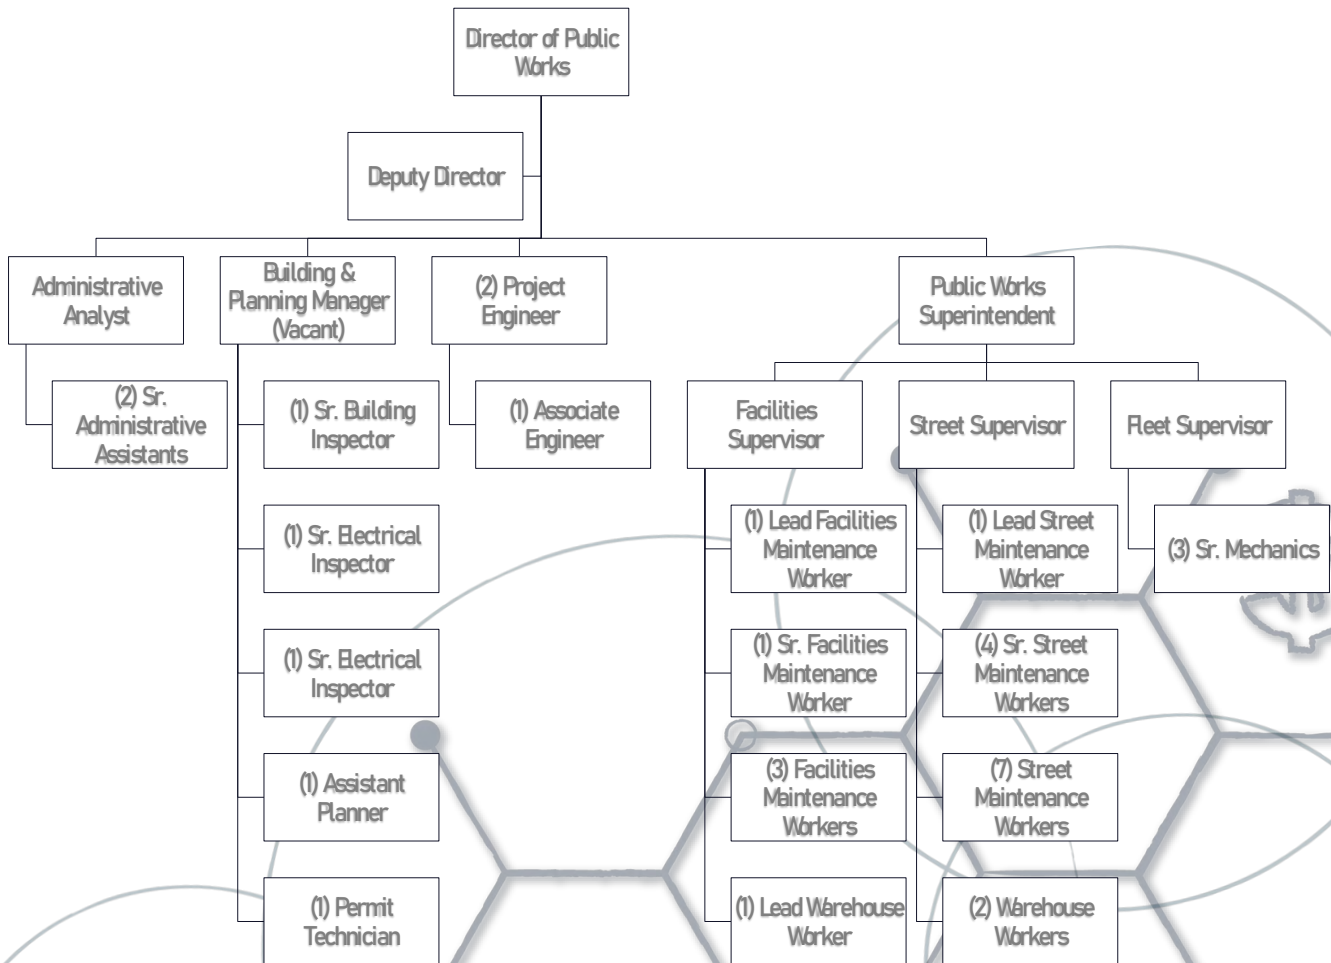 Director of Public
Works
Deputy Director
Administrative
Analyst
Building &
Planning Manager
(Vacant)
(2) Project
Engineer
Public Works
Superintendent
(2) Sr.
Administrative
Assistants
(1) Sr. Building
Inspector
(1) Associate
Engineer
Facilities
Supervisor
Street Supervisor
Fleet Supervisor
(1) Sr. Electrical
Inspector
(1) Lead Facilities
Maintenance
Worker
(1) Lead Street
Maintenance
Worker
(3) Sr. Mechanics
(1) Sr. Electrical
Inspector
(1) Sr. Facilities
Maintenance
Worker
(4) Sr. Street
Maintenance
Workers
(1) Assistant
Planner
(3) Facilities
Maintenance
Workers
(7) Street
Maintenance
Workers
(1) Permit
Technician
(1) Lead Warehouse
Worker
(2) Warehouse
Workers